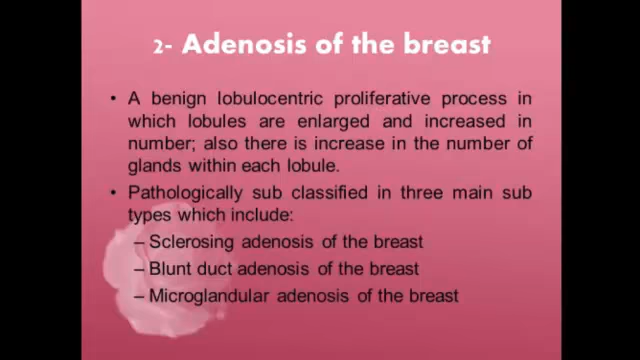 2- Adenosis of the breast
• A benign lobulocentric proliferative process in
which lobules are enlarged and increased in
number; also there is increase in the number of
glands within each lobule.
• Pathologically sub classified in three main sub
types which include:
– Sclerosing adenosis of the breast
– Blunt duct adenosis of the breast
– Microglandular adenosis of the breast